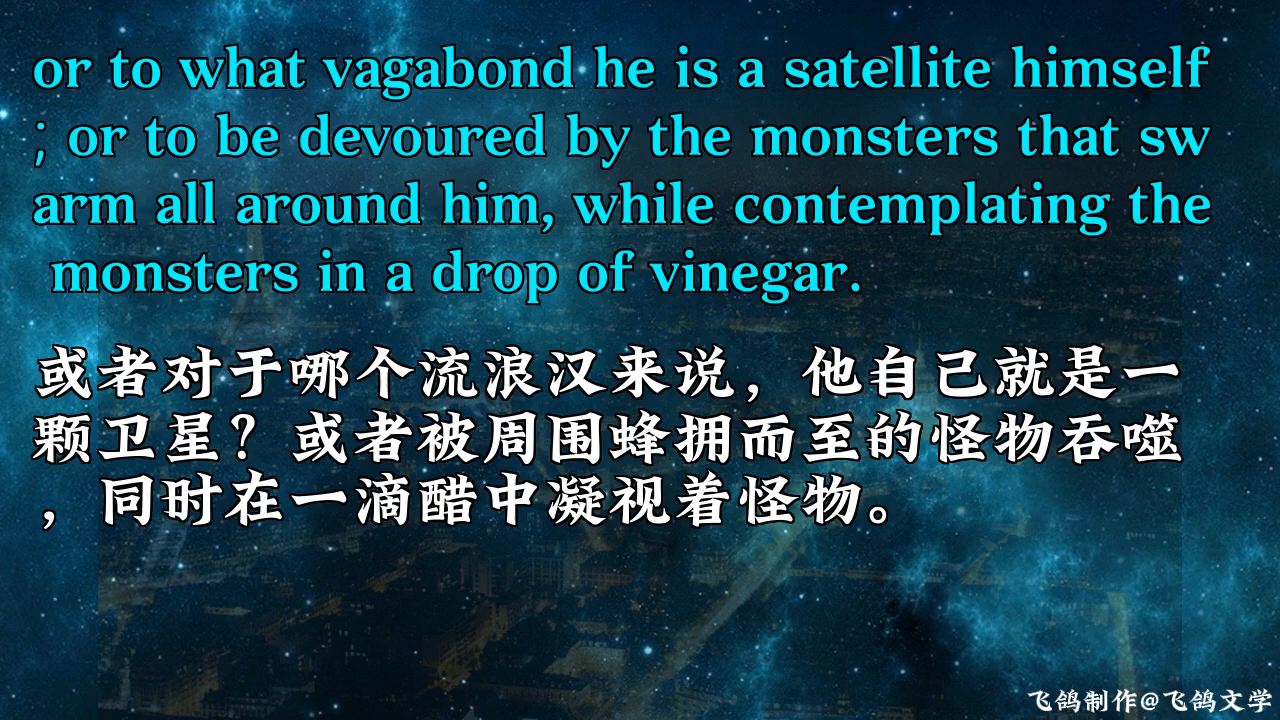 or to what vagabond he is a satellite himself
; or to be devoured by the monsters that sw
arm all around him, while contemplating the
monsters in a drop of vinegar.
或者对于哪个流浪汉来说，他自己就是一
颗卫星？或者被周围蜂拥而至的怪物吞噬
，同时在一滴醋中凝视着怪物。
飞鸽制作@飞鸽文学